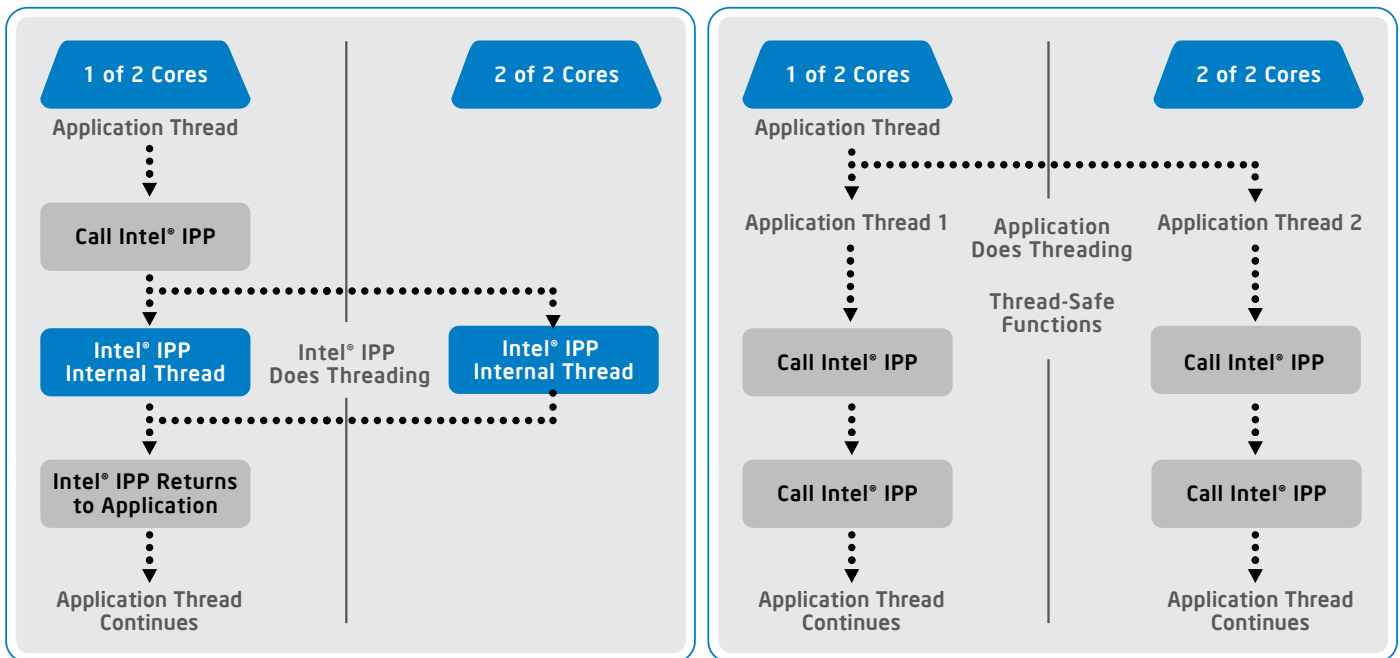 1 of 2 Cores
2 of 2 Cores
Application Thread
Call Intel® IPP
Intel® IPP
Internal Thread
Intel® IPP
Does Threading
Intel® IPP
Internal Thread
Intel® IPP Returns
to Application
Application Thread
Continues
1 of 2 Cores
2 of 2 Cores
Application Thread
Application Thread 1
Application
Does Threading
Thread-Safe
Functions
Application Thread 2
Call Intel® IPP
Call Intel® IPP
Call Intel® IPP
Call Intel® IPP
Application Thread
Continues
Application Thread
Continues